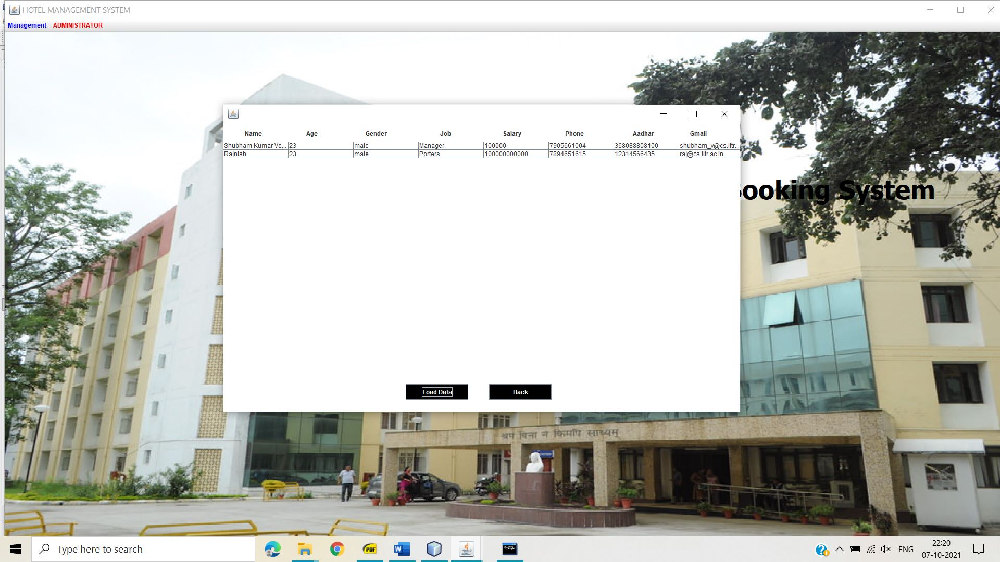 HOTEL MANAGEMENT SYSTEM
Management ADMINISTRATOR
Name Age Gender Job Salary Phone Aadhar Gmail
Shubham Kumar Ve... 23 male Manager 100000 7905661004 368088808100 shubham_v@cs.iitr...
Rajnish 23 male Porters 100000000000 7894651615 12314566435 raj@cs.iitr.ac.in
ooking System
Load Data Back
श्रमं विना न किमपि साध्यम्
Type here to search
PDF
W
MySQL
ENG
22:20
07-10-2021